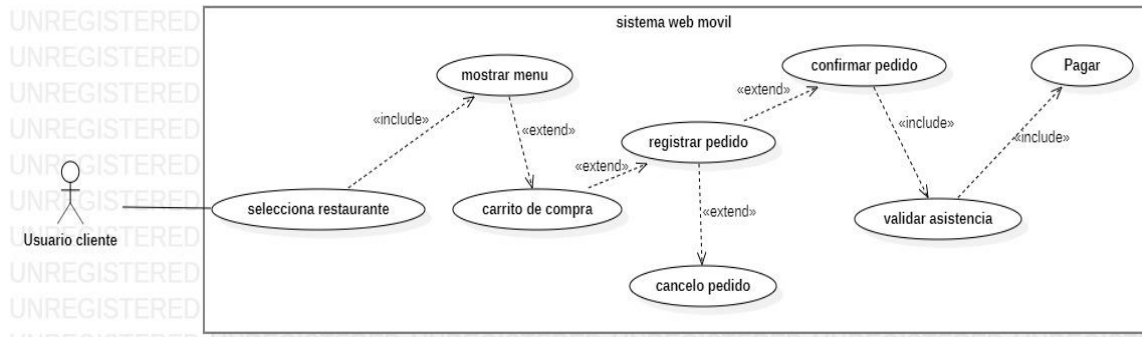 UNREGISTERED
sistema web movil
UNREGISTERED
mostrar menu
confirmar pedido
Pagar
UNREGISTERED
«extend»
UNREGISTERED
«include»
«extend»
«include»
«include»
UNREGISTERED
registrar pedido
UNREGISTERED
«extend»
UNREGISTERED
selecciona restaurante
carrito de compra
«extend»
validar asistencia
UNREGISTERED
Usuario cliente
UNREGISTERED
cancelo pedido
UNREGISTERED